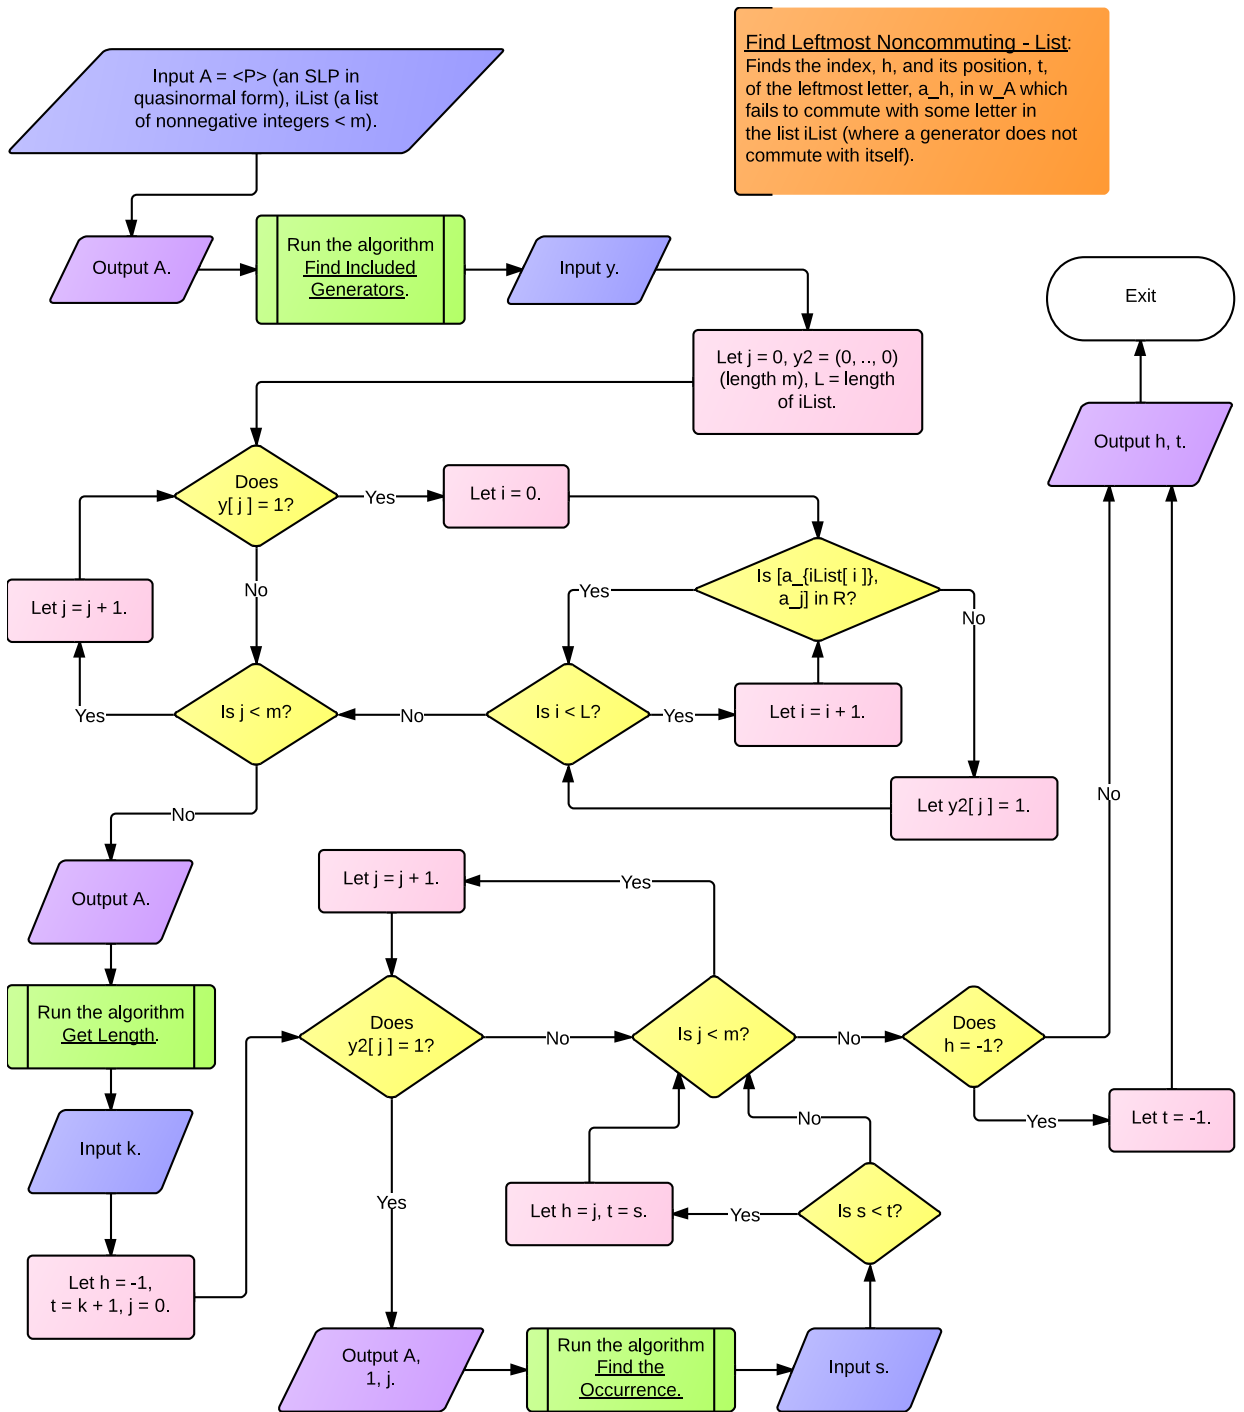 Find Leftmost Noncommuting - List:
Finds the index, h, and its position, t,
of the leftmost letter, a_h, in w_A which
fails to commute with some letter in
the list iList (where a generator does not
commute with itself).
Input A = <P> (an SLP in
quasinormal form), iList (a list
of nonnegative integers < m).
Output A.
Run the algorithm
Find Included
Generators.
Input y.
Exit
Let j = 0, y2 = (0, .., 0)
(length m), L = length
of iList.
Output h, t.
Does
y[ j ] = 1?
Yes
Let i = 0.
Is [a_{iList[ i ]},
a_j] in R?
Yes
No
No
Let j = j + 1.
Is j < m?
Yes
No
Is i < L?
Yes
Let i = i + 1.
Let y2[ j ] = 1.
No
No
Output A.
Let j = j + 1.
Yes
Run the algorithm
Get Length.
Does
y2[ j ] = 1?
No
Is j < m?
No
Does
h = -1?
Yes
Let t = -1.
Input k.
No
Yes
Let h = j, t = s.
Yes
Is s < t?
Let h = -1,
t = k + 1, j = 0.
Output A,
1, j.
Run the algorithm
Find the
Occurrence.
Input s.